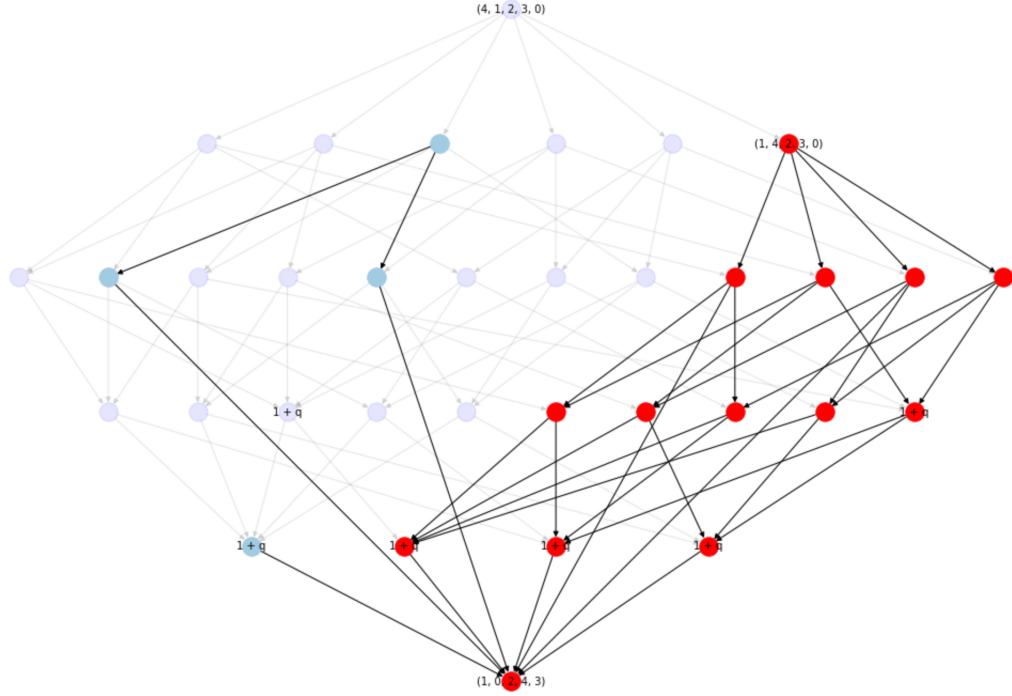 (4, 1, 2, 3, 0)
(1, 4, 2, 3, 0)
1 + q
1 + q
1 + q
1 + q
1 + q
1 + q
(1, 0, 2, 4, 3)